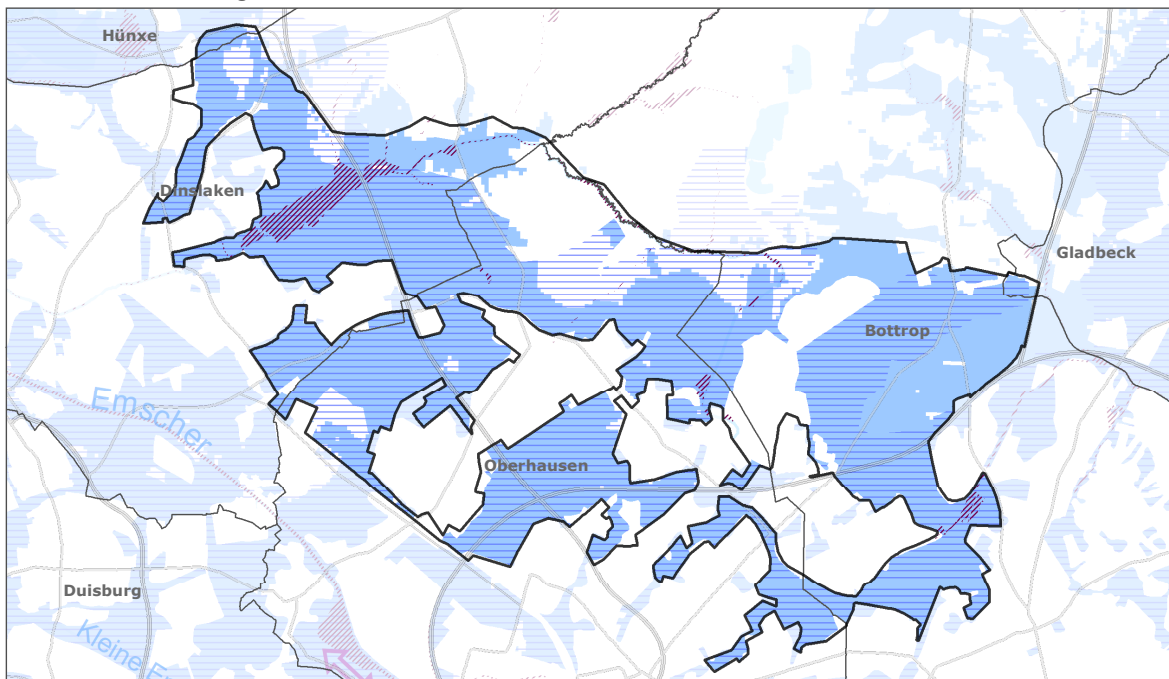 Hünxe
Dinslaken
Gladbeck
Bottrop
Emscher
Oberhausen
Duisburg
Kleine